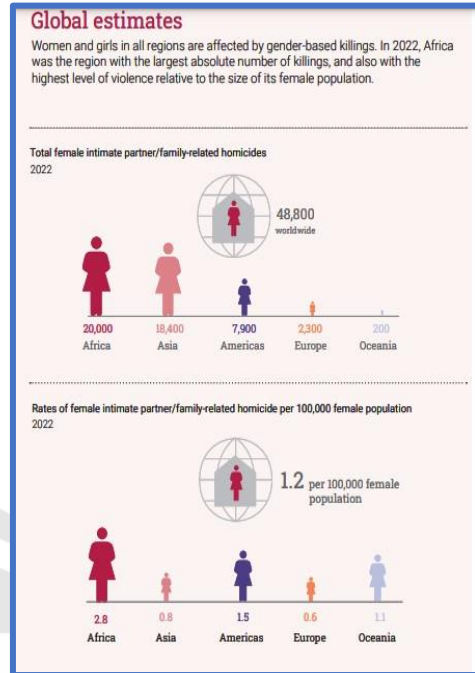 Global estimates
Women and girls in all regions are affected by gender-based killings. In 2022, Africa
was the region with the largest absolute number of killings, and also with the
highest level of violence relative to the size of its female population.
Total female intimate partner/family-related homicides
2022
48,800
worldwide
20,000 18,400 7,900 2,300 200
Africa Asia Americas Europe Oceania
Rates of female intimate partner/family-related homicide per 100,000 female population
2022
1.2 per 100,000 female
population
2.8 0.8 1.5 0.6 1.1
Africa Asia Americas Europe Oceania